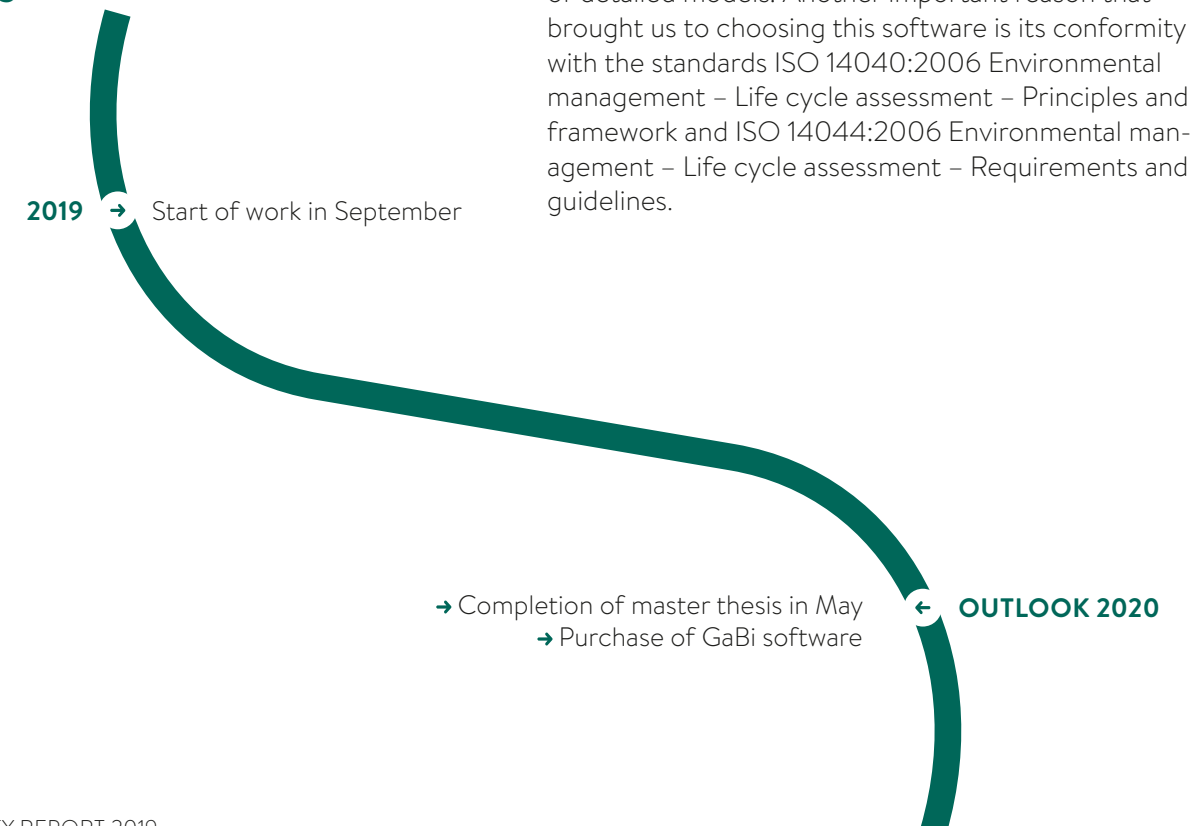 brought us to choosing this software is its conformity
with the standards ISO 14040:2006 Environmental
management – Life cycle assessment – Principles and
framework and ISO 14044:2006 Environmental man-
agement – Life cycle assessment – Requirements and
guidelines.
2019 → Start of work in September
→ Completion of master thesis in May
→ Purchase of GaBi software
← OUTLOOK 2020
REPORT 2019